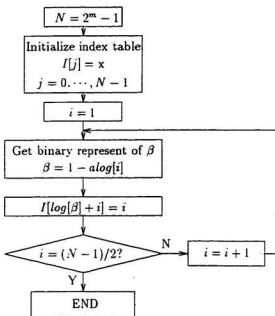 N = 2^m − 1
Initialize index table
I[j] = x
j = 0, ⋯, N − 1
i = 1
Get binary represent of β
β = 1 − alog[i]
I[log[β] + i] = i
i = (N − 1)/2?
N
i = i + 1
Y
END